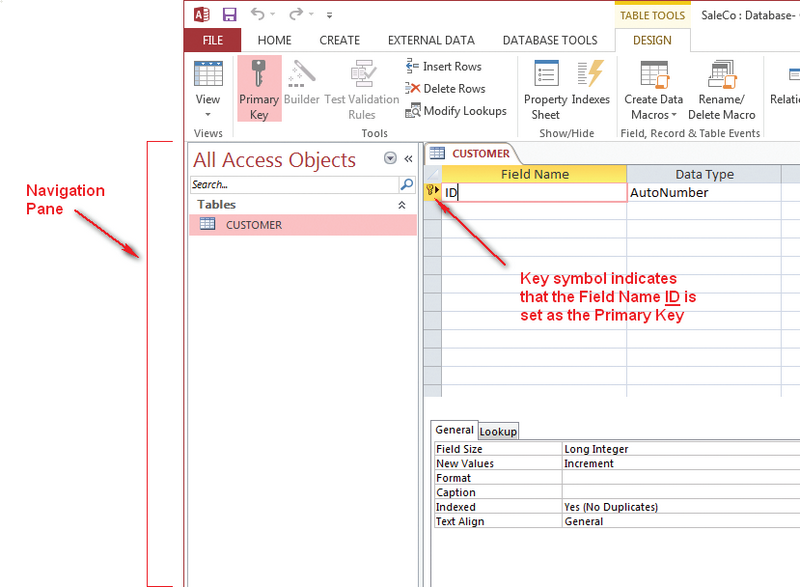 TABLE TOOLS SaleCo : Database-
FILE HOME CREATE EXTERNAL DATA DATABASE TOOLS DESIGN
View
Primary
Key
Builder
Test Validation
Rules
Insert Rows
Delete Rows
Modify Lookups
Property
Sheet
Indexes
Create Data
Macros
Rename/
Delete Macro
Views Tools Show/Hide Field, Record & Table Events
All Access Objects
Search...
Tables
CUSTOMER
CUSTOMER
Field Name Data Type
ID AutoNumber
Navigation
Pane
Key symbol indicates
that the Field Name ID is
set as the Primary Key
General Lookup
Field Size Long Integer
New Values Increment
Format
Caption
Indexed Yes (No Duplicates)
Text Align General